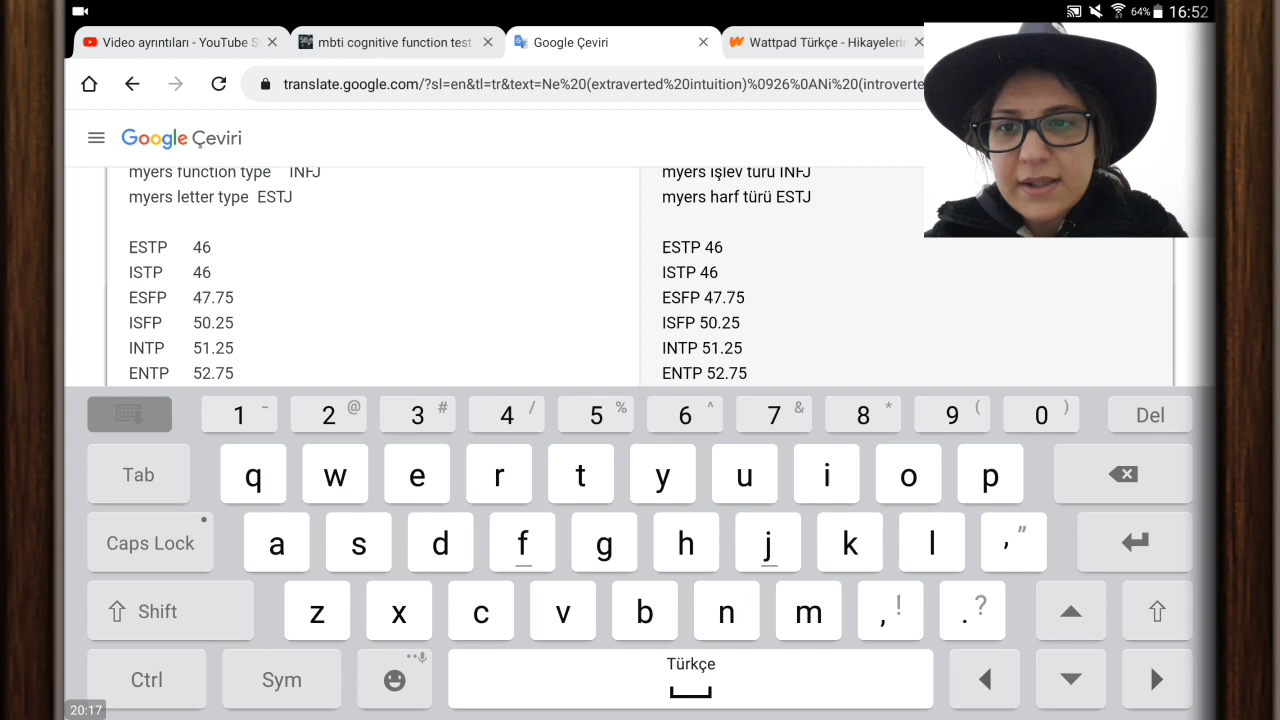 64% 16:52
Video ayrıntıları - YouTube S
mbti cognitive function test
Google Çeviri
Wattpad Türkçe - Hikayelerin
translate.google.com/?sl=en&tl=tr&text=Ne%20(extraverted%20intuition)%0926%0ANi%20(introverte
Google Çeviri
myers function type INFJ
myers işlev türü INFJ
myers letter type ESTJ
myers harf türü ESTJ
ESTP 46
ESTP 46
ISTP 46
ISTP 46
ESFP 47.75
ESFP 47.75
ISFP 50.25
ISFP 50.25
INTP 51.25
INTP 51.25
ENTP 52.75
ENTP 52.75
1 - 2 @ 3 # 4 / 5 % 6 ^ 7 & 8 * 9 ( 0 ) Del
Tab q w e r t y u i o p
Caps Lock a s d f g h j k l , "
Shift z x c v b n m , ! . ?
Ctrl Sym Türkçe
20:17